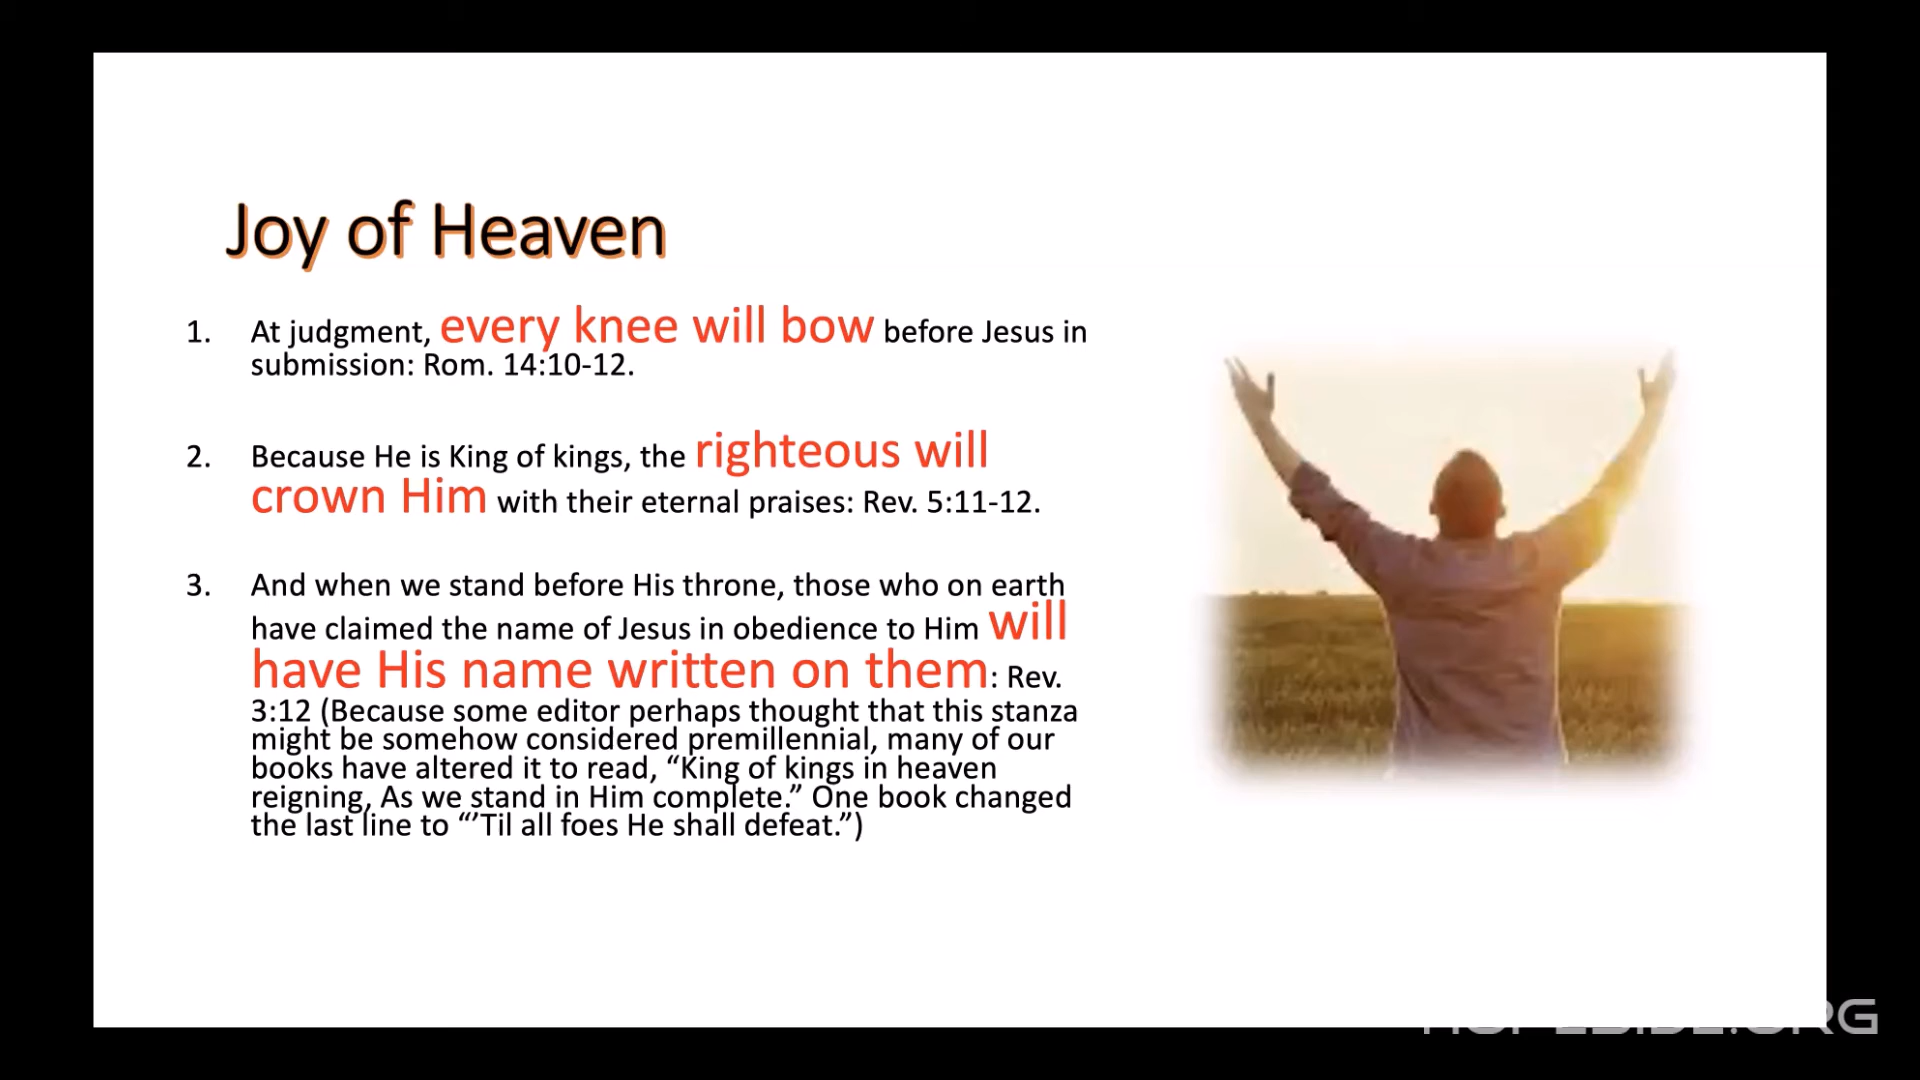 Joy of Heaven
1. At judgment, every knee will bow before Jesus in
submission: Rom. 14:10-12.
2. Because He is King of kings, the righteous will
crown Him with their eternal praises: Rev. 5:11-12.
3. And when we stand before His throne, those who on earth
have claimed the name of Jesus in obedience to Him will
have His name written on them: Rev.
3:12 (Because some editor perhaps thought that this stanza
might be somehow considered premillennial, many of our
books have altered it to read, “King of kings in heaven
reigning, As we stand in Him complete.” One book changed
the last line to “’Til all foes He shall defeat.”)